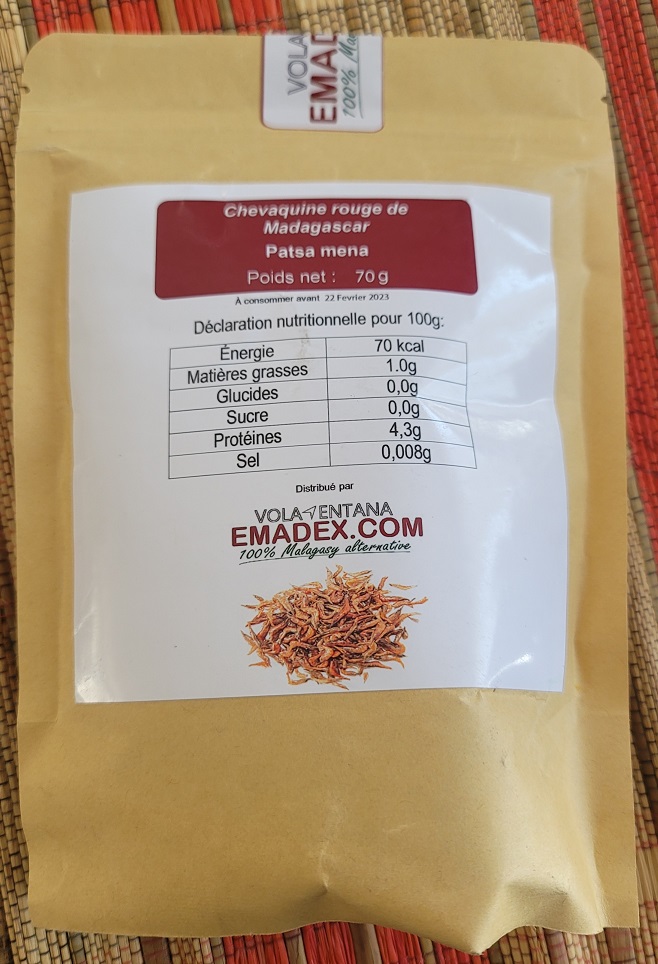 VOLA
EMAD
100% Ma
Chevaquine rouge de
Madagascar
Patsa mena
Poids net : 70 g
À consommer avant 22 Fevrier 2023
Déclaration nutritionnelle pour 100g:
Énergie 70 kcal
Matières grasses 1.0g
Glucides 0,0g
Sucre 0,0g
Protéines 4,3g
Sel 0,008g
Distribué par
VOLAVENTANA
EMADEX.COM
100% Malagasy alternative